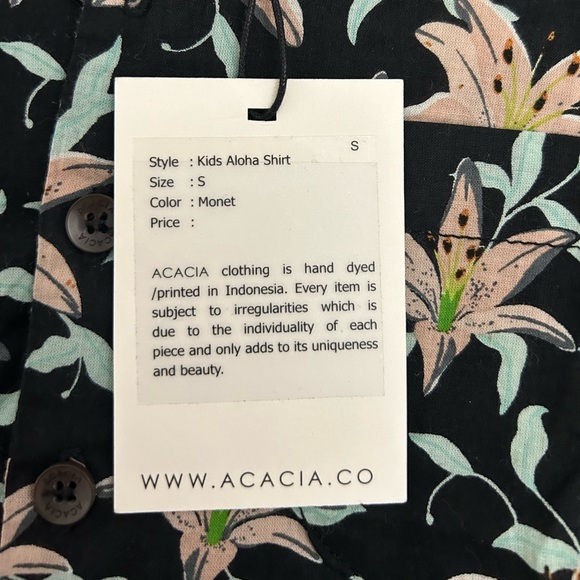 S
Style : Kids Aloha Shirt
Size : S
Color : Monet
Price :
ACACIA clothing is hand dyed
/printed in Indonesia. Every item is
subject to irregularities which is
due to the individuality of each
piece and only adds to its uniqueness
and beauty.
WWW.ACACIA.CO
ACACIA
ACACIA